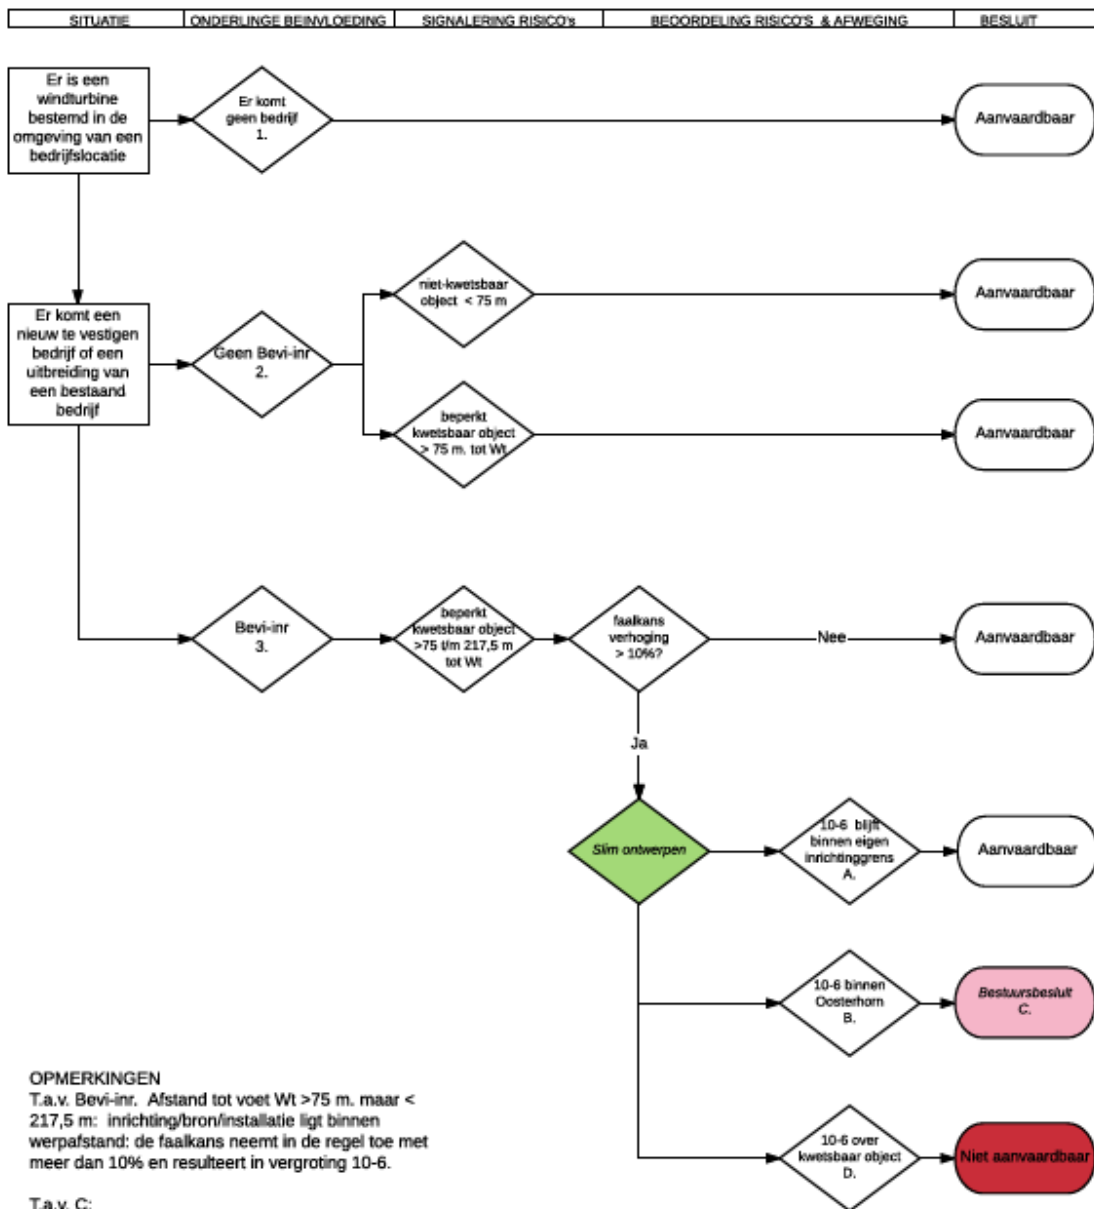 SITUATIE
ONDERLINGE BEINVLOEDING
SIGNALERING RISICO's
BEOORDELING RISICO'S & AFWEGING
BESLUIT
Er is een
windturbine
bestemd in de
omgeving van een
bedrijfslocatie
Er komt
geen bedrijf
1.
Aanvaardbaar
niet-kwetsbaar
object < 75 m
Aanvaardbaar
Er komt een
nieuw te vestigen
bedrijf of een
uitbreiding van
een bestaand
bedrijf
Geen Bevi-inr
2.
beperkt
kwetsbaar object
> 75 m. tot Wt
Aanvaardbaar
Bevi-inr
3.
beperkt
kwetsbaar object
>75 t/m 217,5 m
tot Wt
faalkans
verhoging
> 10%?
Nee
Aanvaardbaar
Ja
Slim ontwerpen
10-6 blijft
binnen eigen
inrichtinggrens
A.
Aanvaardbaar
10-6 binnen
Oosterhorn
B.
Bestuursbesluit
C.
10-6 over
kwetsbaar object
D.
Niet aanvaardbaar
OPMERKINGEN
T.a.v. Bevi-inr. Afstand tot voet Wt >75 m. maar <
217,5 m: inrichting/bron/installatie ligt binnen
werpafstand: de faalkans neemt in de regel toe met
meer dan 10% en resulteert in vergroting 10-6.
T.a.v. C: